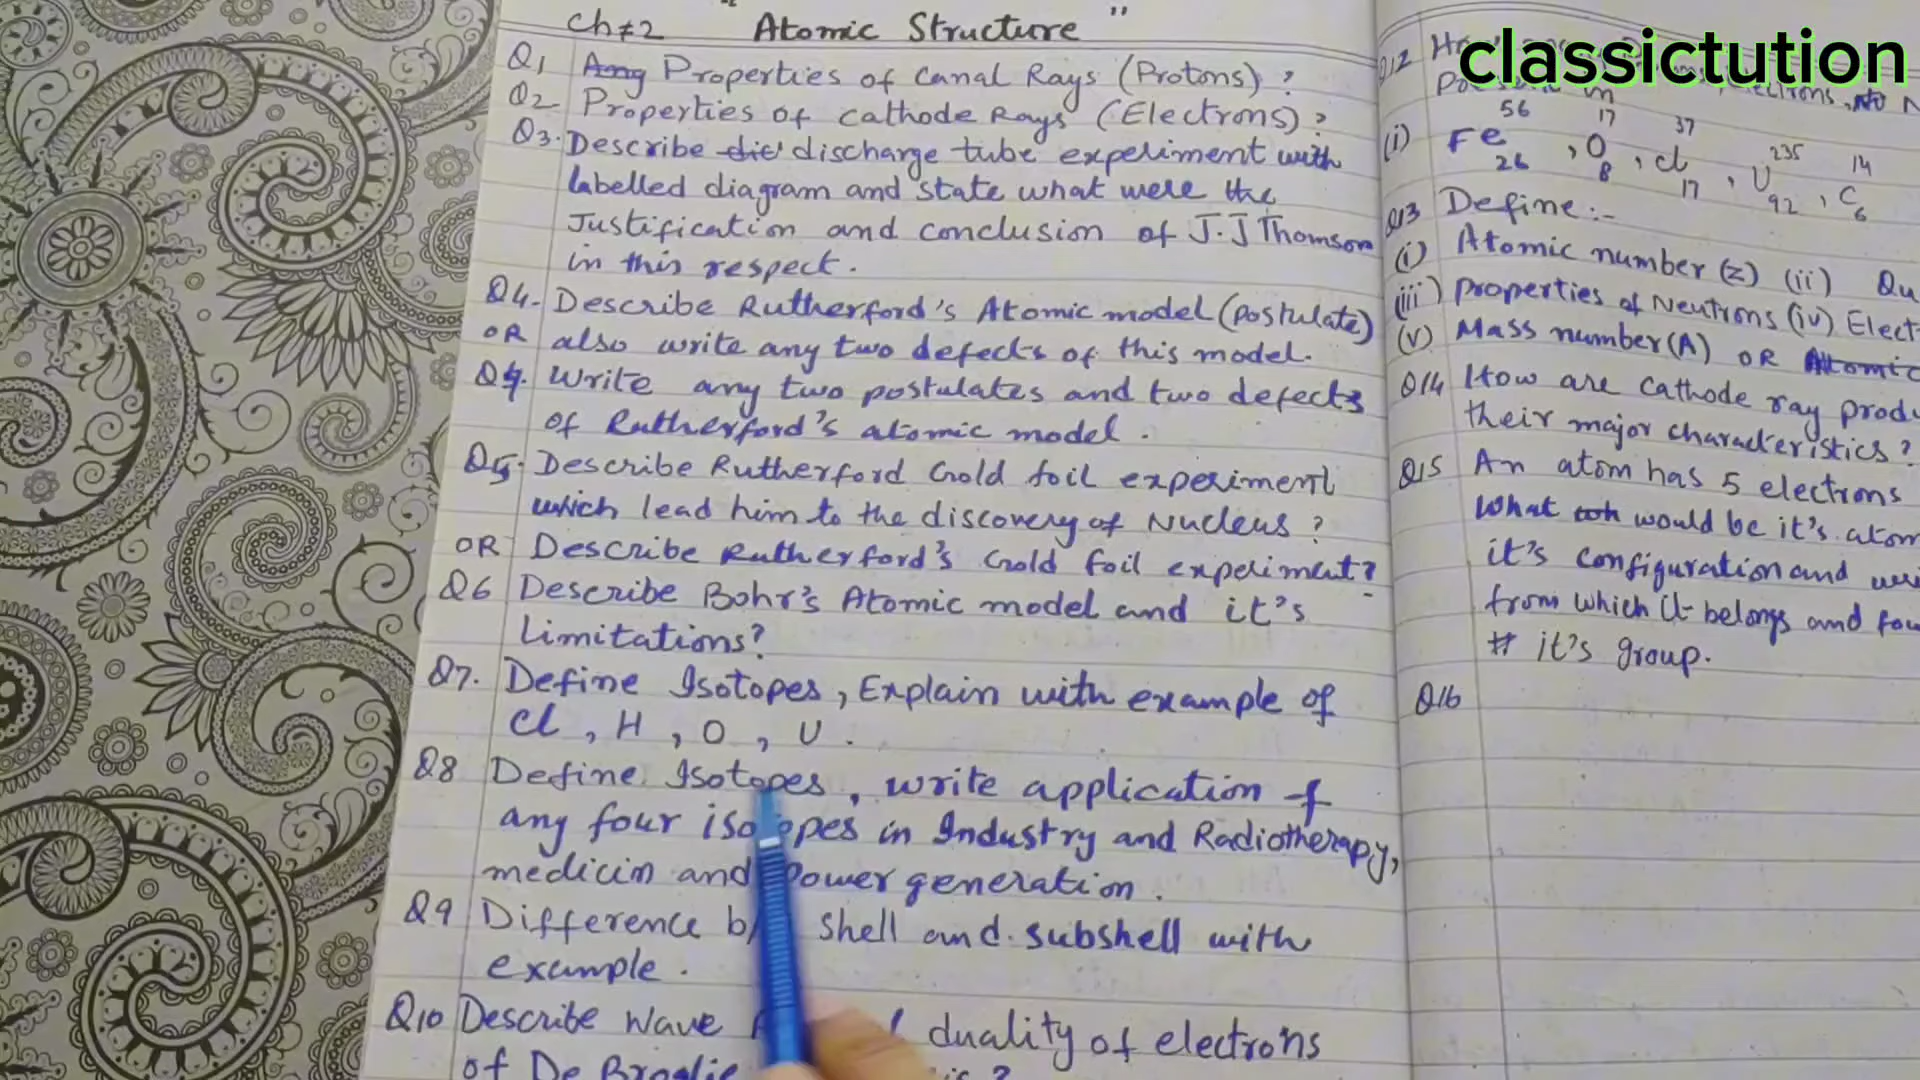 classictution
Ch≠2 " Atomic Structure "
Q1 Any Properties of Canal Rays (Protons) ?
Q2 Properties of Cathode Rays (Electrons) ?
Q3. Describe discharge tube experiment with
labelled diagram and state what were the
Justification and conclusion of J.J Thomson
in this respect.
Q4. Describe Rutherford's Atomic model (Postulate)
OR also write any two defects of this model.
Q4. Write any two postulates and two defects
of Rutherford's atomic model.
Q5. Describe Rutherford Gold foil experiment
which lead him to the discovery of Nucleus ?
OR Describe Rutherford's Gold foil experiment?
Q6 Describe Bohr's Atomic model and it's
Limitations?
Q7. Define Isotopes, Explain with example of
Cl, H, O, U.
Q8 Define Isotopes, write application of
any four isotopes in Industry and Radiotherapy,
medicin and Power generation.
Q9 Difference b/ shell and subshell with
example.
Q10 Describe Wave duality of electrons
of De Broglie
Q12
(i) 56 Fe 26, 17 O 8, 37 Cl 17, 235 U 92, 14 C 6
Q13 Define:-
(i) Atomic number (Z) (ii) Qu
(iii) Properties of Neutrons (iv) Elect
(v) Mass number (A) OR Atomic
Q14 How are cathode ray produ
their major characteristics?
Q15 An atom has 5 electrons
What would be it's atom
it's configuration and
from which it belongs and
# it's group.
Q16